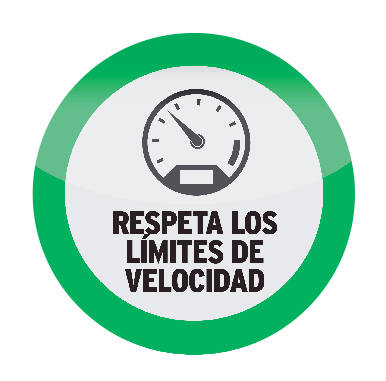 RESPETA LOS
LÍMITES DE
VELOCIDAD